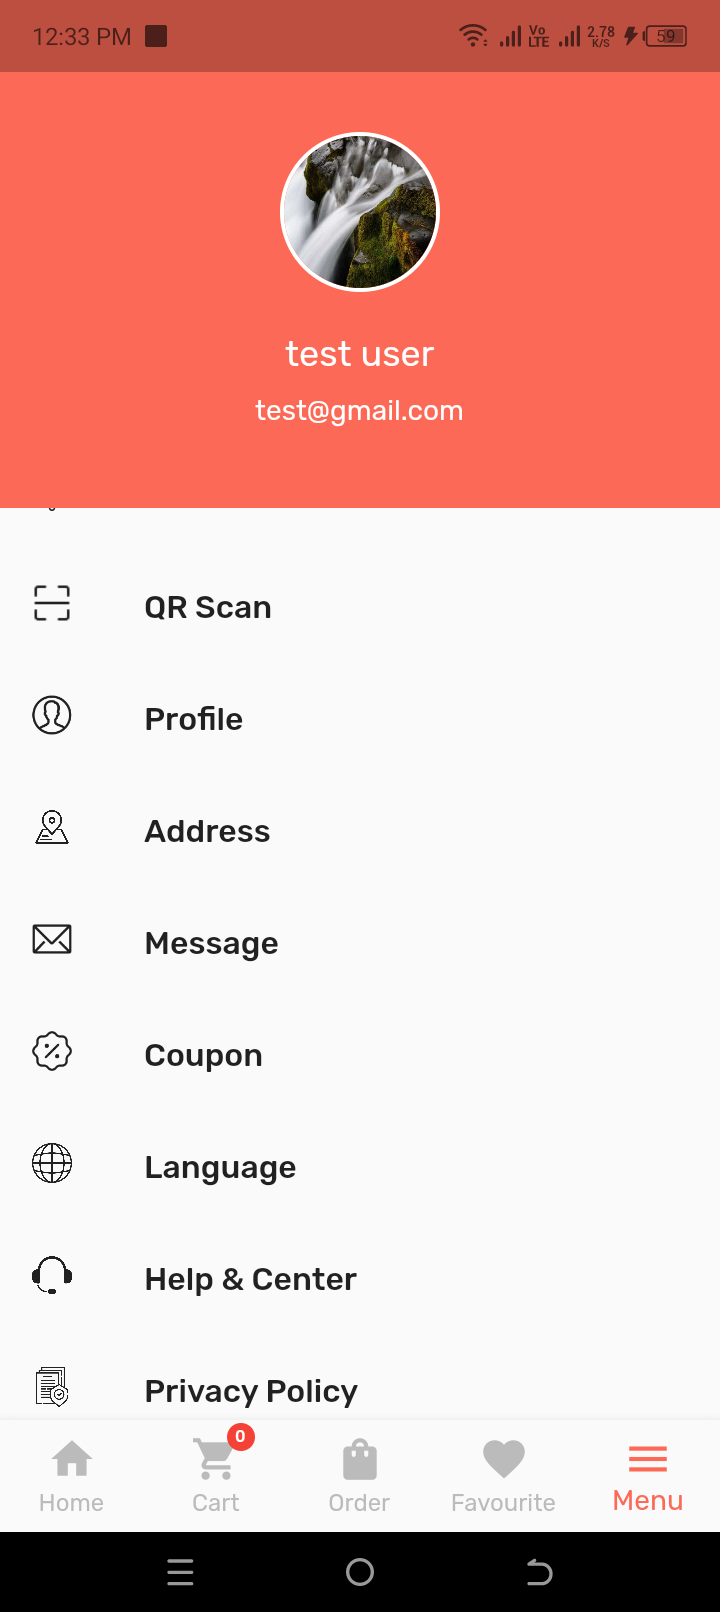 12:33 PM
Vo LTE 2.78 K/S 59
test user
test@gmail.com
QR Scan
Profile
Address
Message
Coupon
Language
Help & Center
Privacy Policy
0
Home Cart Order Favourite Menu